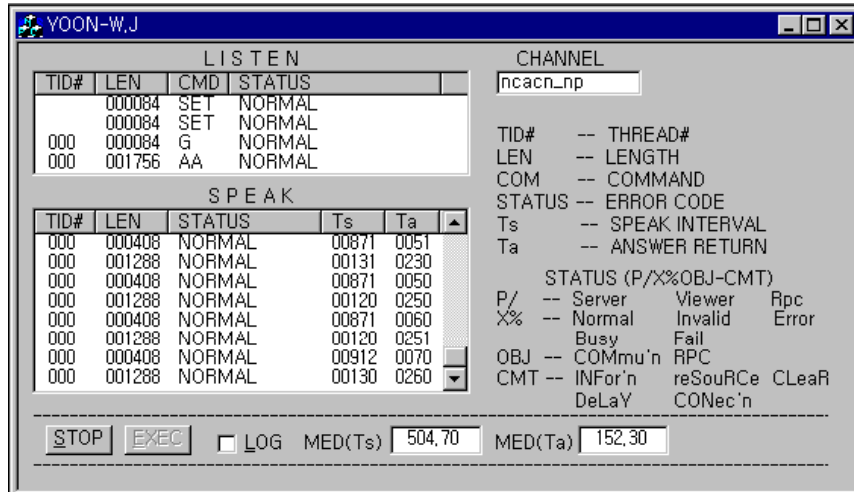 YOON-W.J
LISTEN
TID# LEN CMD STATUS
000084 SET NORMAL
000084 SET NORMAL
000 000084 G NORMAL
000 001756 AA NORMAL
SPEAK
TID# LEN STATUS Ts Ta
000 000408 NORMAL 00871 0051
000 001288 NORMAL 00131 0230
000 000408 NORMAL 00871 0050
000 001288 NORMAL 00120 0250
000 000408 NORMAL 00871 0060
000 001288 NORMAL 00120 0251
000 000408 NORMAL 00912 0070
000 001288 NORMAL 00130 0260
CHANNEL
ncacn_np
TID# -- THREAD#
LEN -- LENGTH
COM -- COMMAND
STATUS -- ERROR CODE
Ts -- SPEAK INTERVAL
Ta -- ANSWER RETURN
STATUS (P/X%OBJ-CMT)
P/ -- Server Viewer Rpc
X% -- Normal Invalid Error
Busy Fail
OBJ -- COMmu'n RPC
CMT -- INFor'n reSouRCe CLeaR
DeLaY CONec'n
STOP EXEC LOG MED(Ts) 504,70 MED(Ta) 152,30